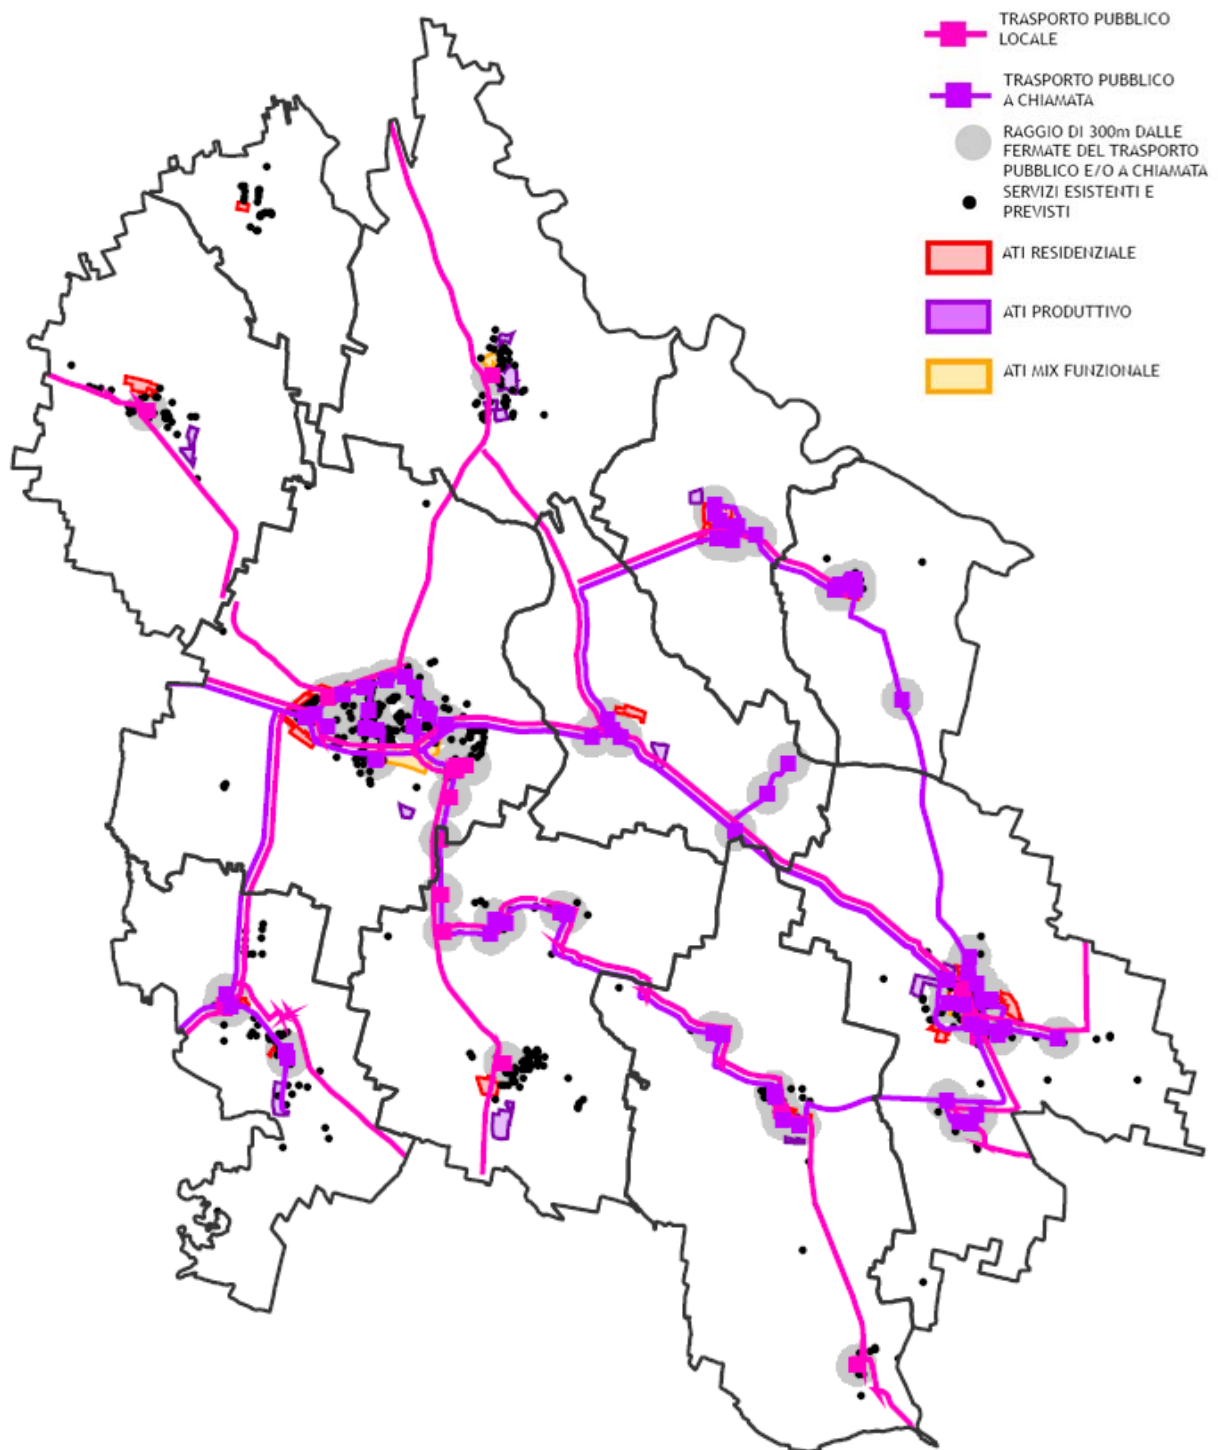 TRASPORTO PUBBLICO
LOCALE
TRASPORTO PUBBLICO
A CHIAMATA
RAGGIO DI 300m DALLE
FERMATE DEL TRASPORTO
PUBBLICO E/O A CHIAMATA
SERVIZI ESISTENTI E
PREVISTI
ATI RESIDENZIALE
ATI PRODUTTIVO
ATI MIX FUNZIONALE